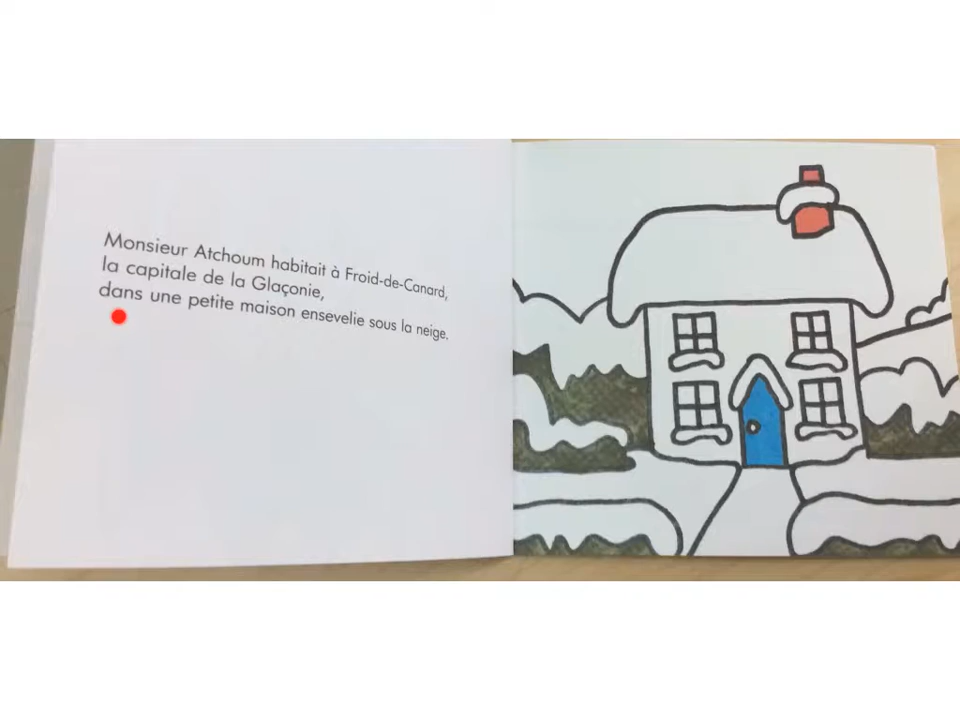 Monsieur Atchoum habitait à Froid-de-Canard,
la capitale de la Glaçonie,
dans une petite maison ensevelie sous la neige.